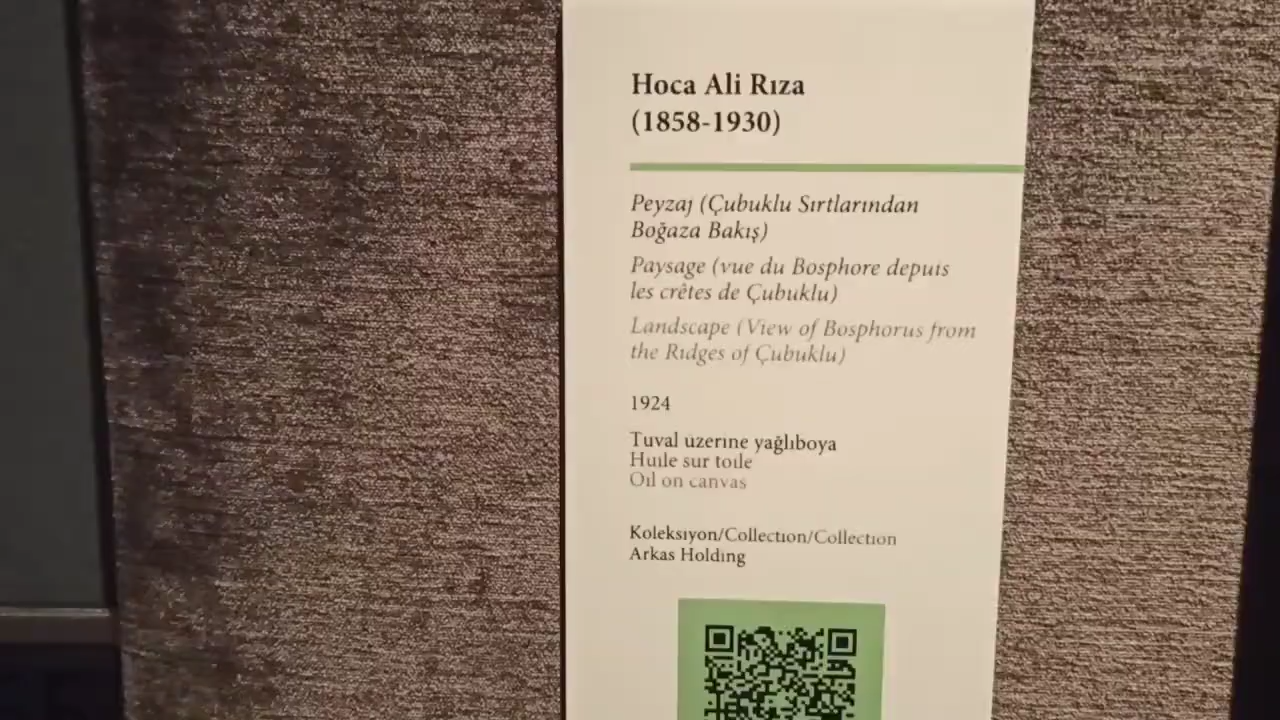 Hoca Ali Rıza
(1858-1930)
Peyzaj (Çubuklu Sırtlarından
Boğaza Bakış)
Paysage (vue du Bosphore depuis
les crêtes de Çubuklu)
Landscape (View of Bosphorus from
the Ridges of Çubuklu)
1924
Tuval üzerine yağlıboya
Huile sur toile
Oil on canvas
Koleksiyon/Collection/Collection
Arkas Holding